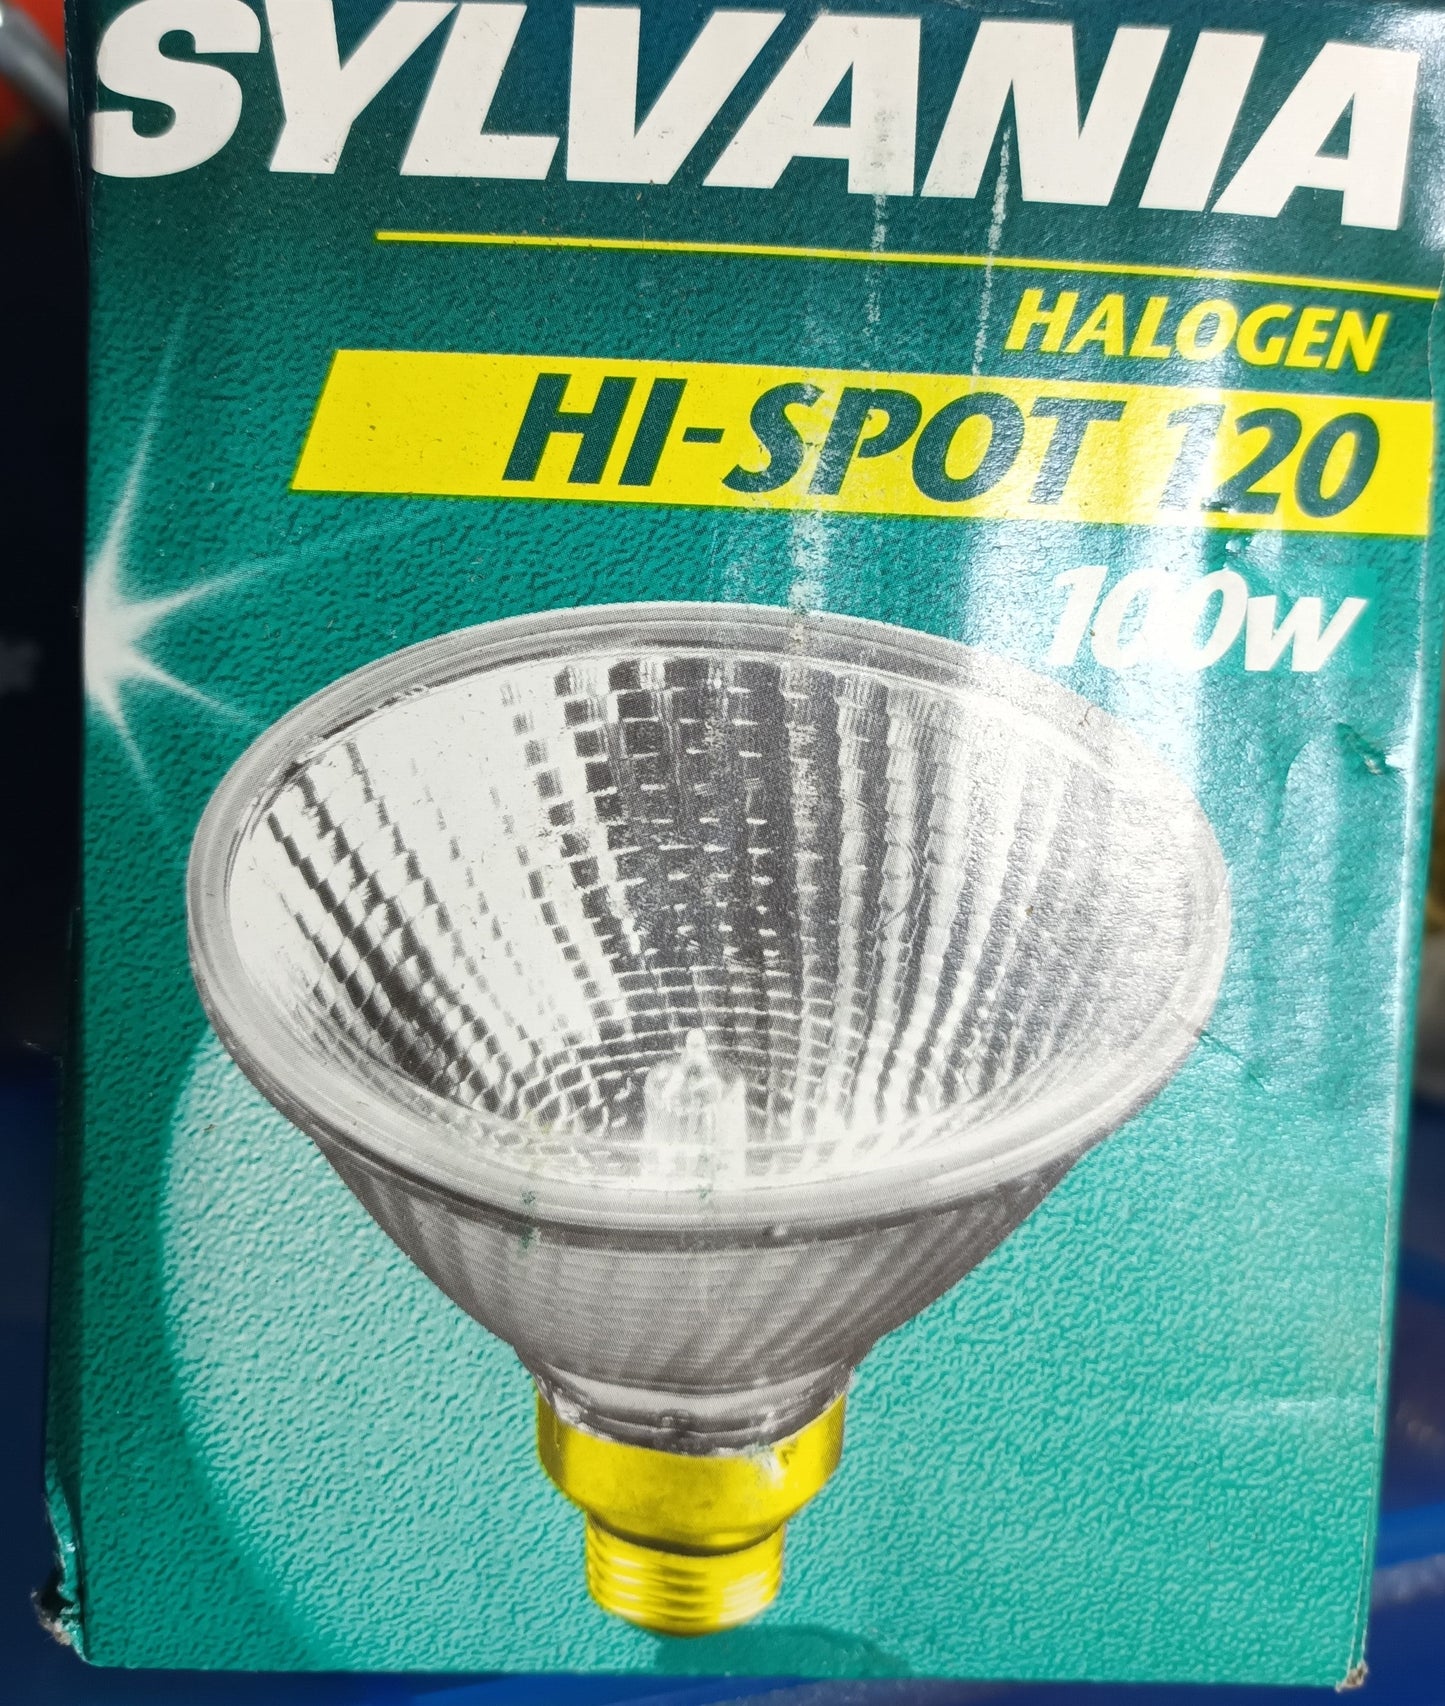 SYLVANIA
HALOGEN
HI-SPOT 120
100W